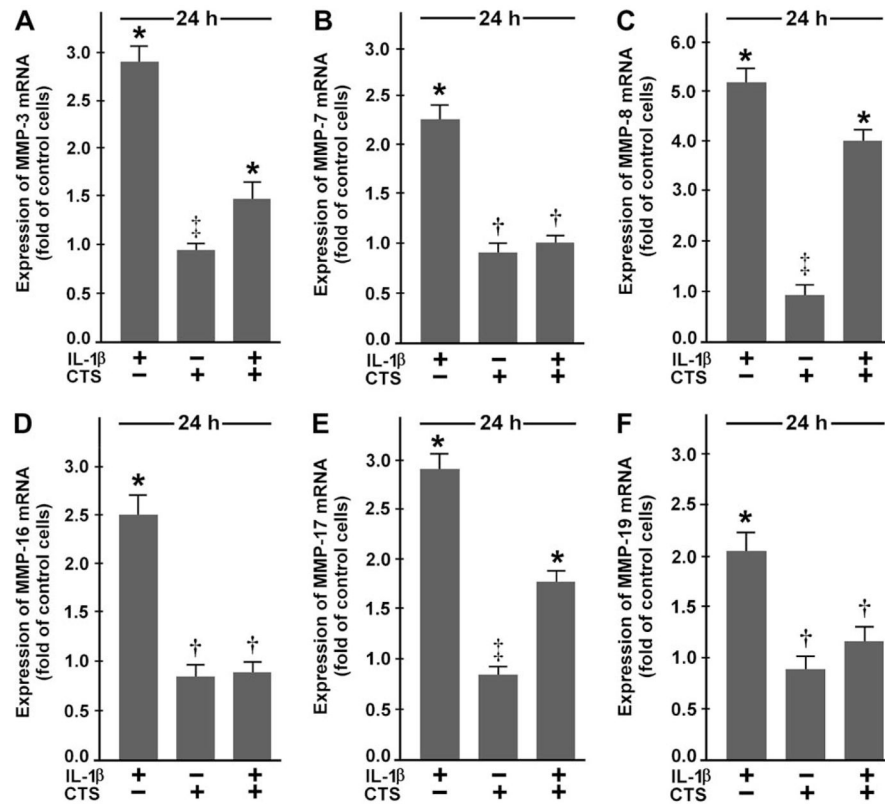 A
24 h
Expression of MMP-3 mRNA
(fold of control cells)
3.0
2.5
2.0
1.5
1.0
0.5
0.0
*
‡
*
IL-1β + − +
CTS − + +
B
24 h
Expression of MMP-7 mRNA
(fold of control cells)
3.0
2.5
2.0
1.5
1.0
0.5
0.0
*
†
†
+ − +
− + +
C
24 h
Expression of MMP-8 mRNA
(fold of control cells)
6.0
5.0
4.0
3.0
2.0
1.0
0.0
*
‡
*
IL-1β + − +
CTS − + +
D
24 h
Expression of MMP-16 mRNA
(fold of control cells)
3.0
2.5
2.0
1.5
1.0
0.5
0.0
*
†
†
IL-1β + − +
CTS − + +
E
24 h
Expression of MMP-17 mRNA
(fold of control cells)
3.0
2.5
2.0
1.5
1.0
0.5
0.0
*
‡
*
+ − +
− + +
F
24 h
Expression of MMP-19 mRNA
(fold of control cells)
3.0
2.5
2.0
1.5
1.0
0.5
0.0
*
†
†
IL-1β + − +
CTS − + +